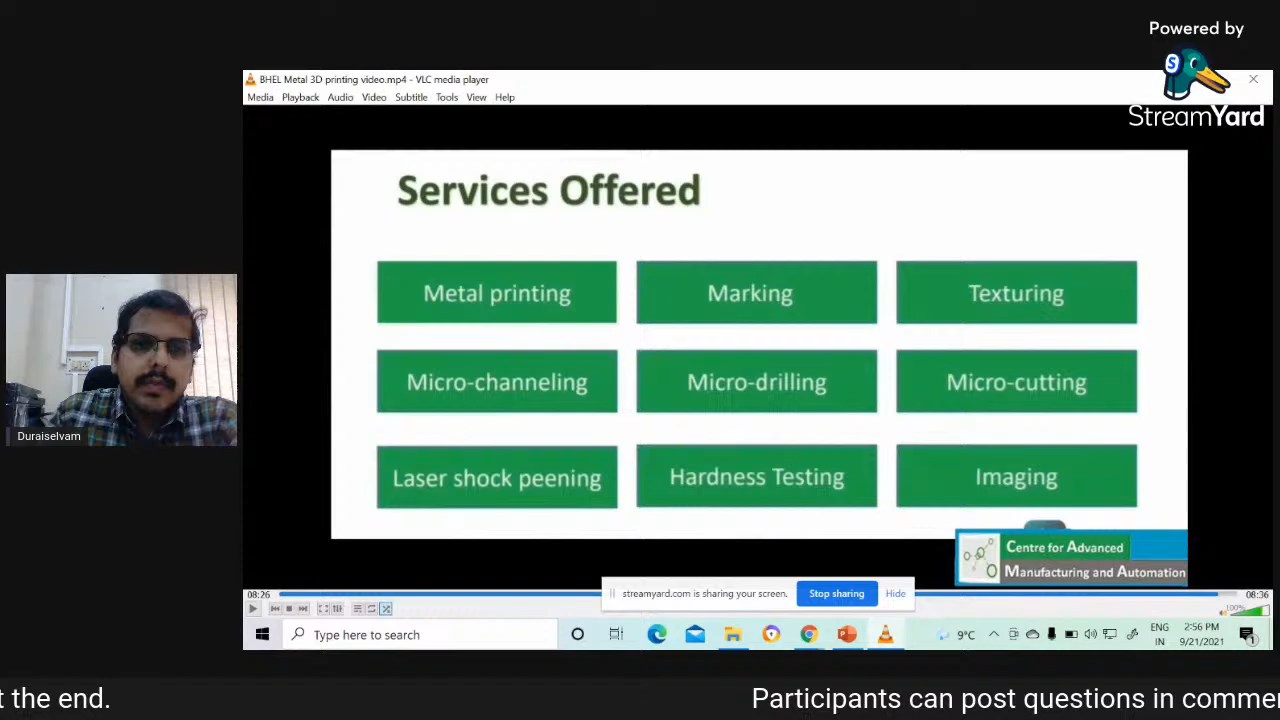 Powered by
S
StreamYard
BHEL Metal 3D printing video.mp4 - VLC media player
Media Playback Audio Video Subtitle Tools View Help
Services Offered
Metal printing Marking Texturing
Micro-channeling Micro-drilling Micro-cutting
Laser shock peening Hardness Testing Imaging
Duraiselvam
Centre for Advanced
Manufacturing and Automation
08:26
streamyard.com is sharing your screen. Stop sharing Hide
08:36
100%
Type here to search
9°C
ENG
IN
2:56 PM
9/21/2021
t the end. Participants can post questions in comme